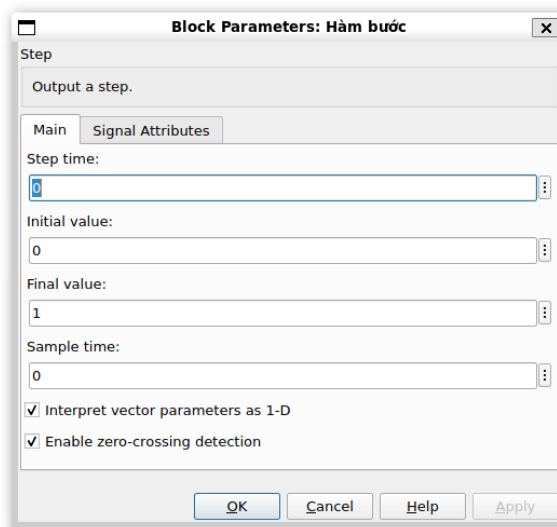 Block Parameters: Hàm bước
Step
Output a step.
Main Signal Attributes
Step time:
0
Initial value:
0
Final value:
1
Sample time:
0
Interpret vector parameters as 1-D
Enable zero-crossing detection
OK Cancel Help Apply